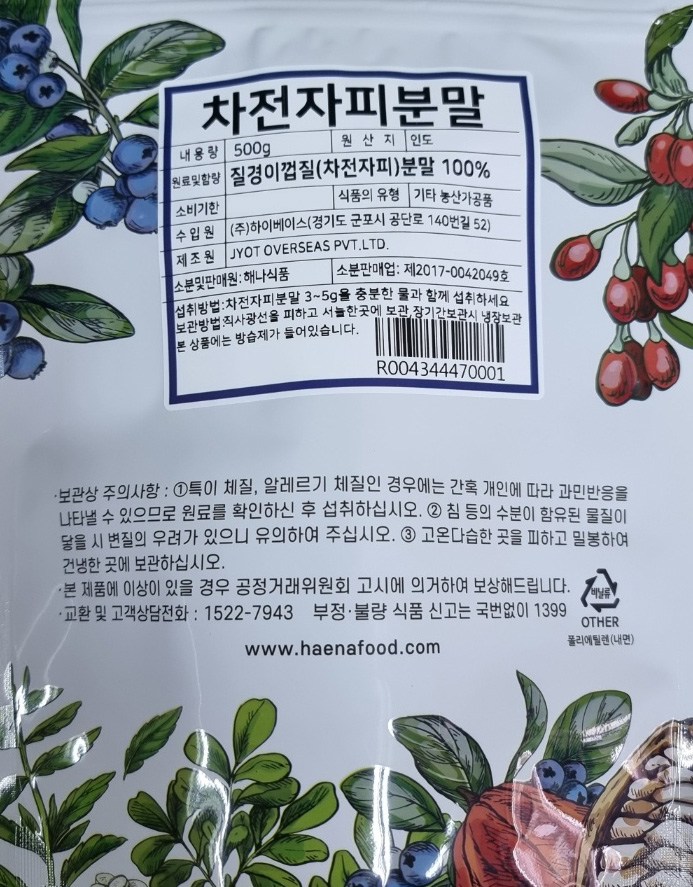 차전자피분말
내용량 500g 원산지 인도
원료및함량 질경이껍질(차전자피)분말 100%
소비기한 식품의 유형 기타 농산가공품
수입원 (주)하이베이스(경기도 군포시 공단로 140번길 52)
제조원 JYOT OVERSEAS PVT.LTD.
소분및판매원:해나식품 소분판매업: 제2017-0042049호
섭취방법:차전자피분말 3~5g을 충분한 물과 함께 섭취하세요
보관방법:직사광선을 피하고 서늘한곳에 보관,장기간보관시 냉장보관
본 상품에는 방습제가 들어있습니다.
R004344470001
·보관상 주의사항 : ①특이 체질, 알레르기 체질인 경우에는 간혹 개인에 따라 과민반응을
나타낼 수 있으므로 원료를 확인하신 후 섭취하십시오. ② 침 등의 수분이 함유된 물질이
닿을 시 변질의 우려가 있으니 유의하여 주십시오. ③ 고온다습한 곳을 피하고 밀봉하여
건냉한 곳에 보관하십시오.
·본 제품에 이상이 있을 경우 공정거래위원회 고시에 의거하여 보상해드립니다.
·교환 및 고객상담전화 : 1522-7943 부정·불량 식품 신고는 국번없이 1399
비닐류
OTHER
폴리에틸렌(내면)
www.haenafood.com